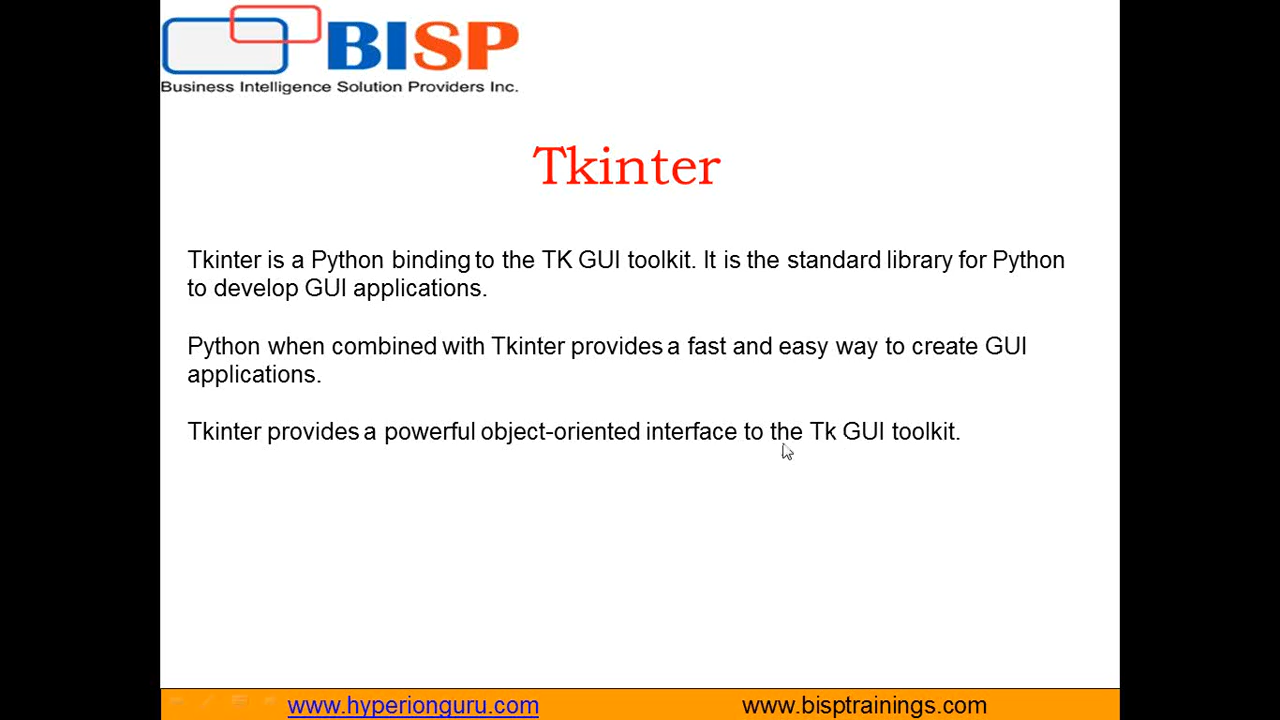 BISP
Business Intelligence Solution Providers Inc.
Tkinter
Tkinter is a Python binding to the TK GUI toolkit. It is the standard library for Python
to develop GUI applications.
Python when combined with Tkinter provides a fast and easy way to create GUI
applications.
Tkinter provides a powerful object-oriented interface to the Tk GUI toolkit.
www.hyperionguru.com
www.bisptrainings.com